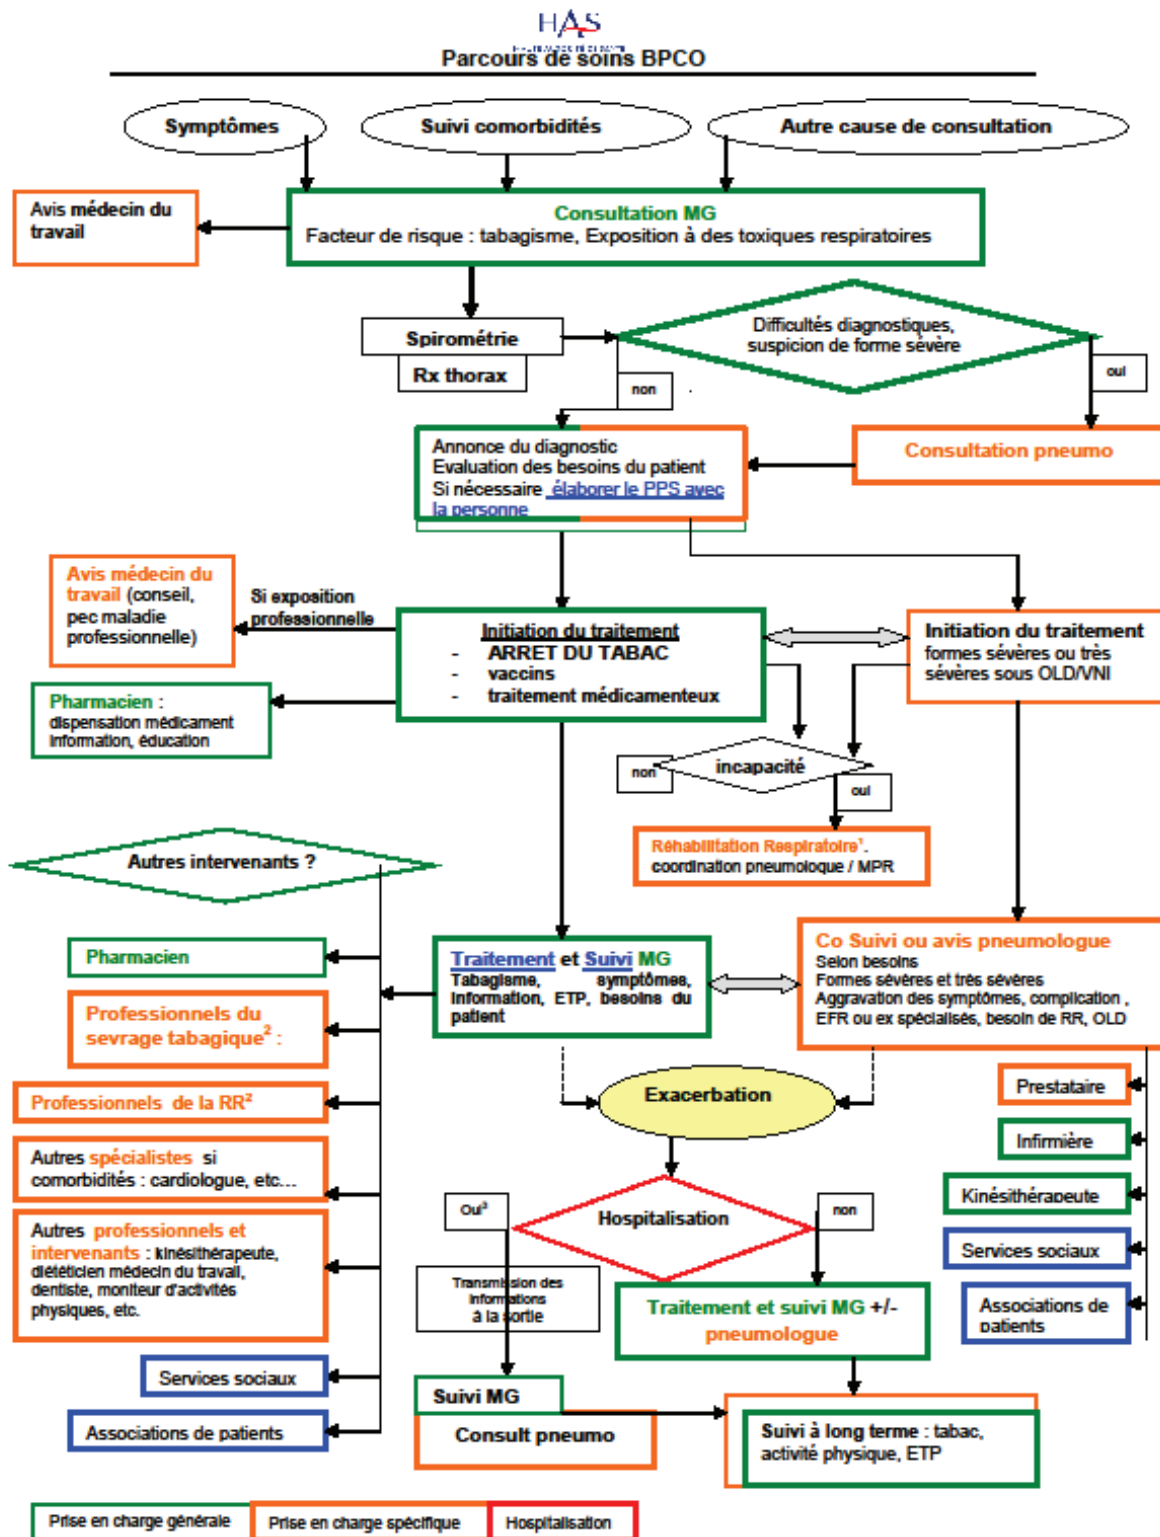 HAS
Parcours de soins BPCO
Symptômes
Suivi comorbidités
Autre cause de consultation
Avis médecin du
travail
Consultation MG
Facteur de risque : tabagisme, Exposition à des toxiques respiratoires
Spirométrie
Rx thorax
Difficultés diagnostiques,
suspicion de forme sévère
non
oui
Annonce du diagnostic
Evaluation des besoins du patient
Si nécessaire élaborer le PPS avec
la personne
Consultation pneumo
Avis médecin du
travail (conseil,
pec maladie
professionnelle)
Si exposition
professionnelle
Initiation du traitement
- ARRET DU TABAC
- vaccins
- traitement médicamenteux
Initiation du traitement
formes sévères ou très
sévères sous OLD/VNI
Pharmacien :
dispensation médicament
Information, éducation
non
incapacité
oui
Réhabilitation Respiratoire¹.
coordination pneumologue / MPR
Autres intervenants ?
Pharmacien
Professionnels du
sevrage tabagique² :
Professionnels de la RR²
Autres spécialistes si
comorbidités : cardiologue, etc...
Autres professionnels et
intervenants : kinésithérapeute,
diététicien médecin du travail,
dentiste, moniteur d'activités
physiques, etc.
Services sociaux
Associations de patients
Traitement et Suivi MG
Tabagisme, symptômes,
Information, ETP, besoins du
patient
Co Suivi ou avis pneumologue
Selon besoins
Formes sévères et très sévères
Aggravation des symptômes, complication ,
EFR ou ex spécialisés, besoin de RR, OLD
Exacerbation
Prestataire
Infirmière
Kinésithérapeute
Services sociaux
Associations de
patients
Oui³
Hospitalisation
non
Transmission des
Informations
à la sortie
Traitement et suivi MG +/-
pneumologue
Suivi MG
Consult pneumo
Suivi à long terme : tabac,
activité physique, ETP
Prise en charge générale
Prise en charge spécifique
Hospitalisation